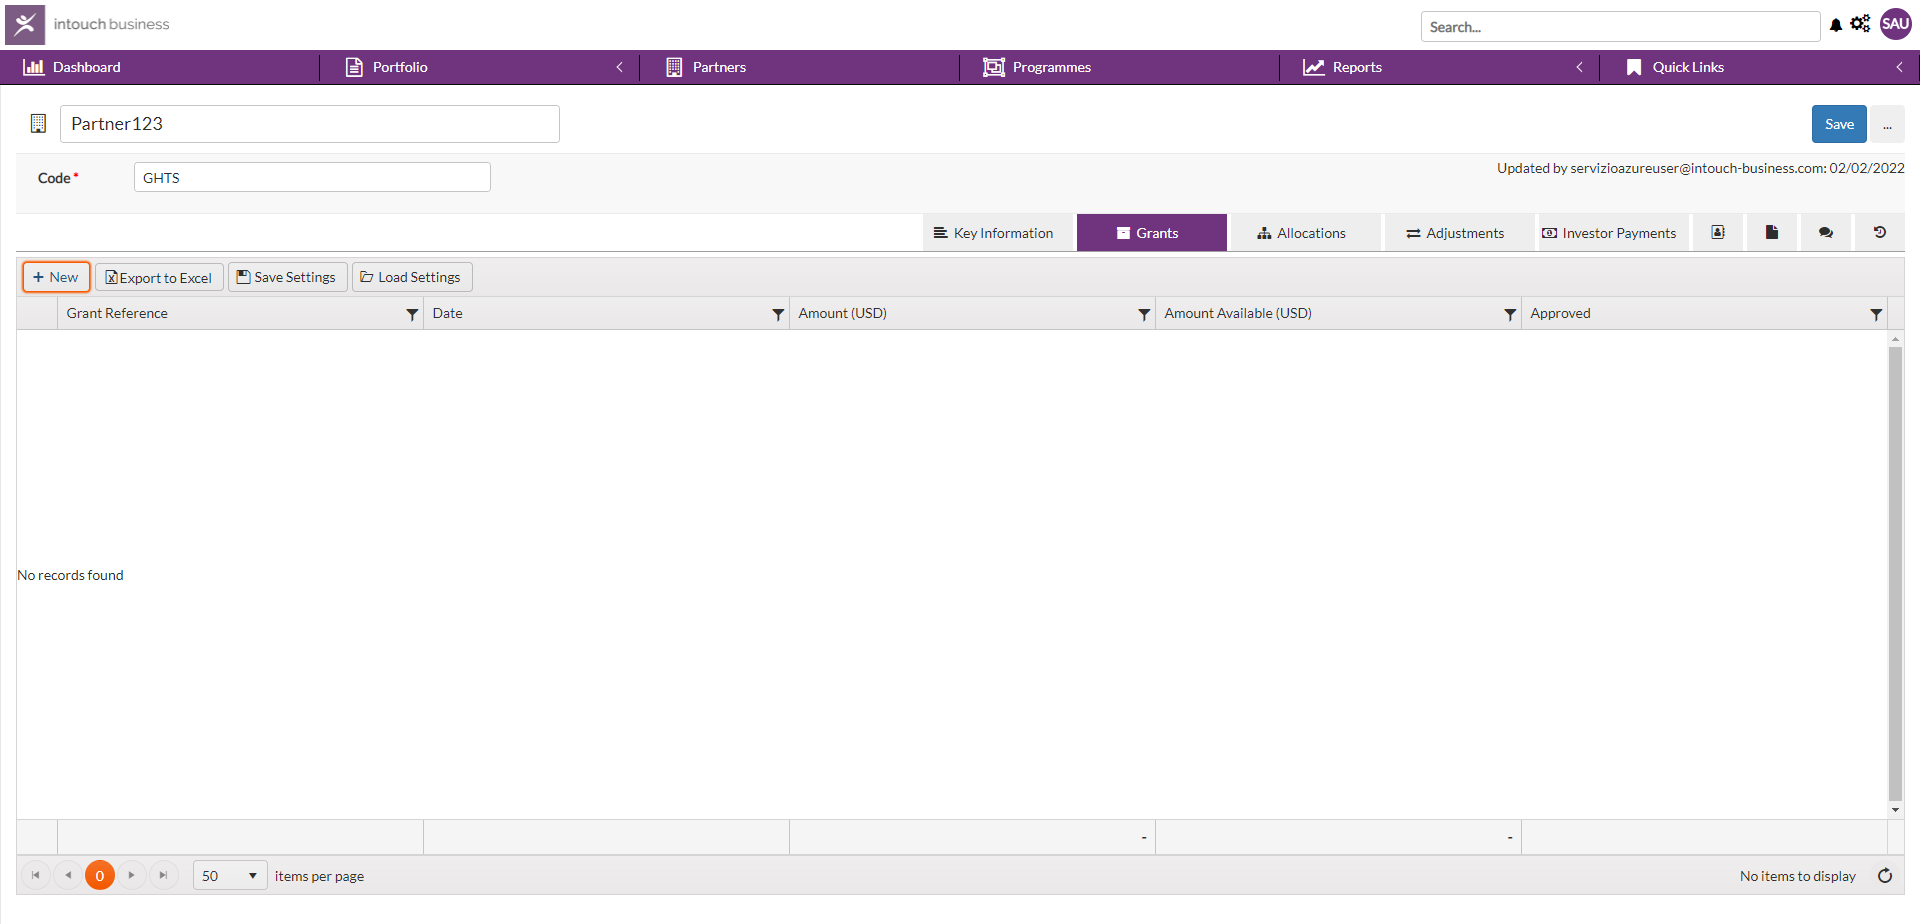 intouch business
Search...
SAU
Dashboard
Portfolio
Partners
Programmes
Reports
Quick Links
Partner123
Save
...
Code *
GHTS
Updated by servizioazureuser@intouch-business.com: 02/02/2022
Key Information
Grants
Allocations
Adjustments
Investor Payments
+ New
Export to Excel
Save Settings
Load Settings
Grant Reference
Date
Amount (USD)
Amount Available (USD)
Approved
No records found
-
-
0
50
items per page
No items to display